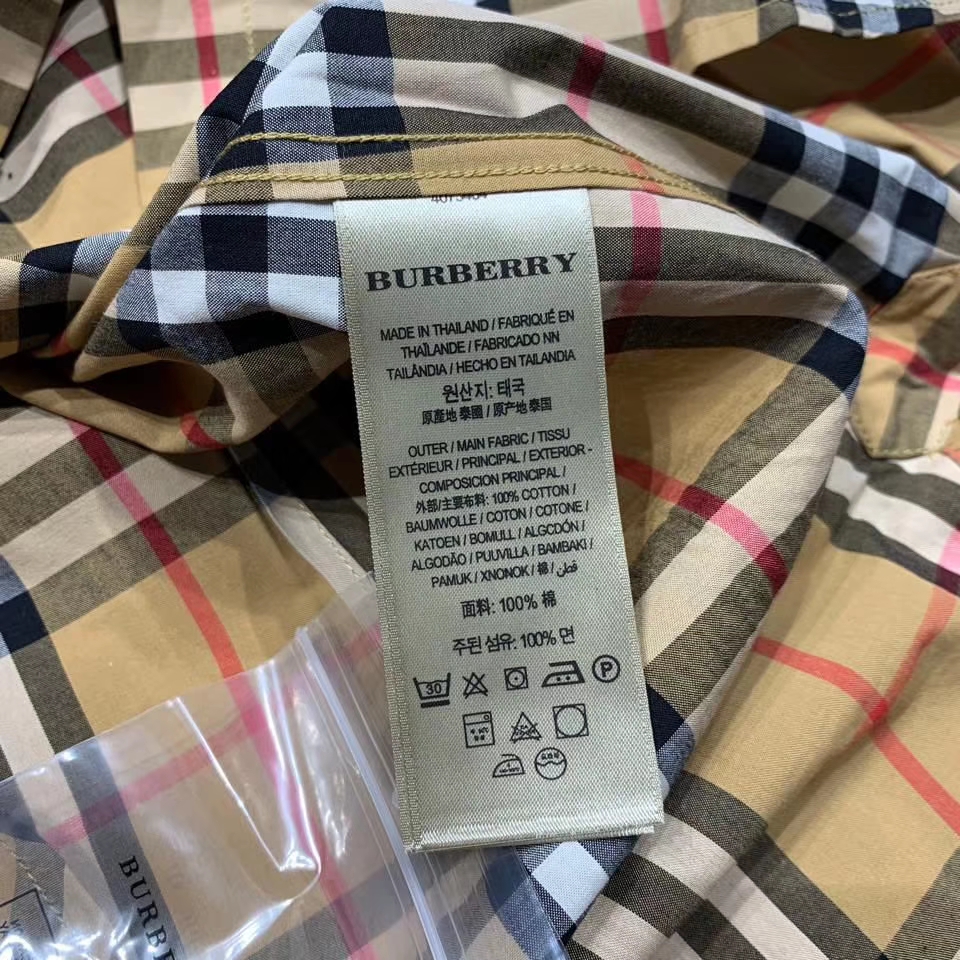 BURBERRY
MADE IN THAILAND / FABRIQUÉ EN
THAÏLANDE / FABRICADO NN
TAILÂNDIA / HECHO EN TAILANDIA
원산지: 태국
原產地 泰國 / 原产地 泰国
OUTER / MAIN FABRIC / TISSU
EXTÉRIEUR / PRINCIPAL / EXTERIOR -
COMPOSICION PRINCIPAL /
外部/主要布料: 100% COTTON /
BAUMWOLLE / COTON / COTONE /
KATOEN / BOMULL / ALGCDÓN /
ALGODÃO / PUUVILLA / BAMBAKI /
PAMUK / XNONOK / 棉 / قطن
面料: 100% 棉
주된 섬유: 100% 면
30
P
BURBE